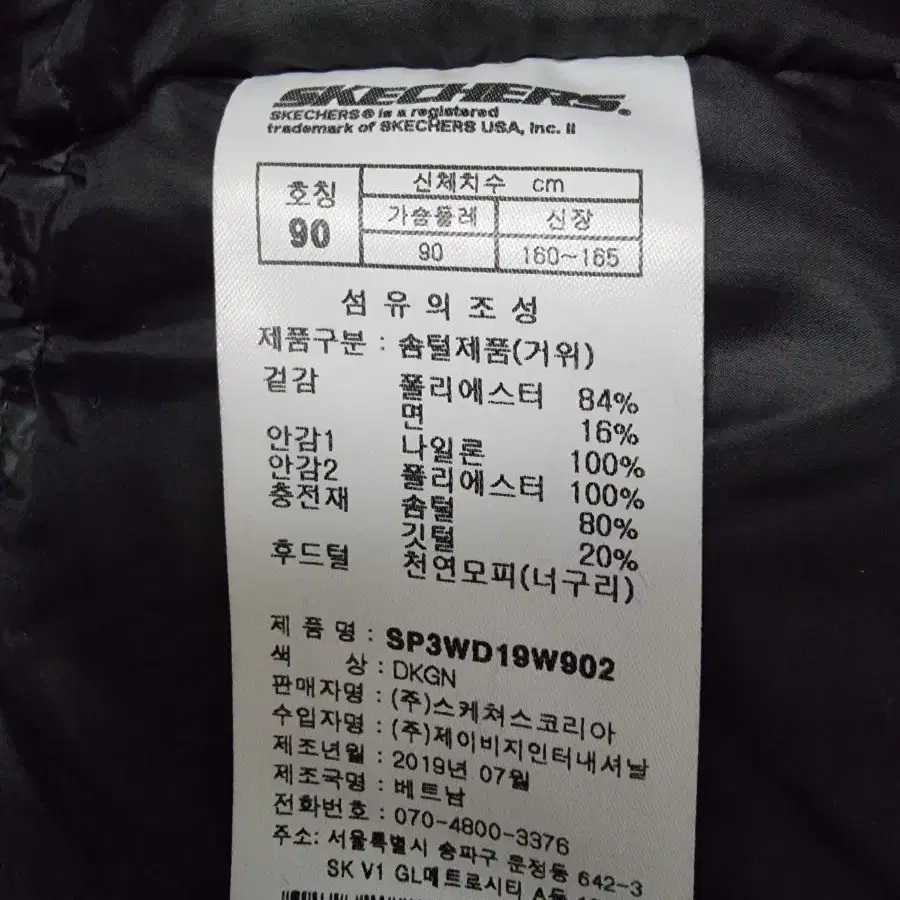 SKECHERS
SKECHERS® is a registered
trademark of SKECHERS USA, Inc. II
호칭 신체치수 cm
90 가슴둘레 신장
90 160~165
섬유의조성
제품구분 : 솜털제품(거위)
겉감 폴리에스터 84%
면 16%
안감1 나일론 100%
안감2 폴리에스터 100%
충전재 솜털 80%
깃털 20%
후드털 천연모피(너구리)
제 품 명 : SP3WD19W902
색 상 : DKGN
판매자명 : (주)스케쳐스코리아
수입자명 : (주)제이비지인터내셔날
제조년월 : 2019년 07월
제조국명 : 베트남
전화번호 : 070-4800-3376
주소: 서울특별시 송파구 문정동 642-3
SK V1 GL메트로시티 A동